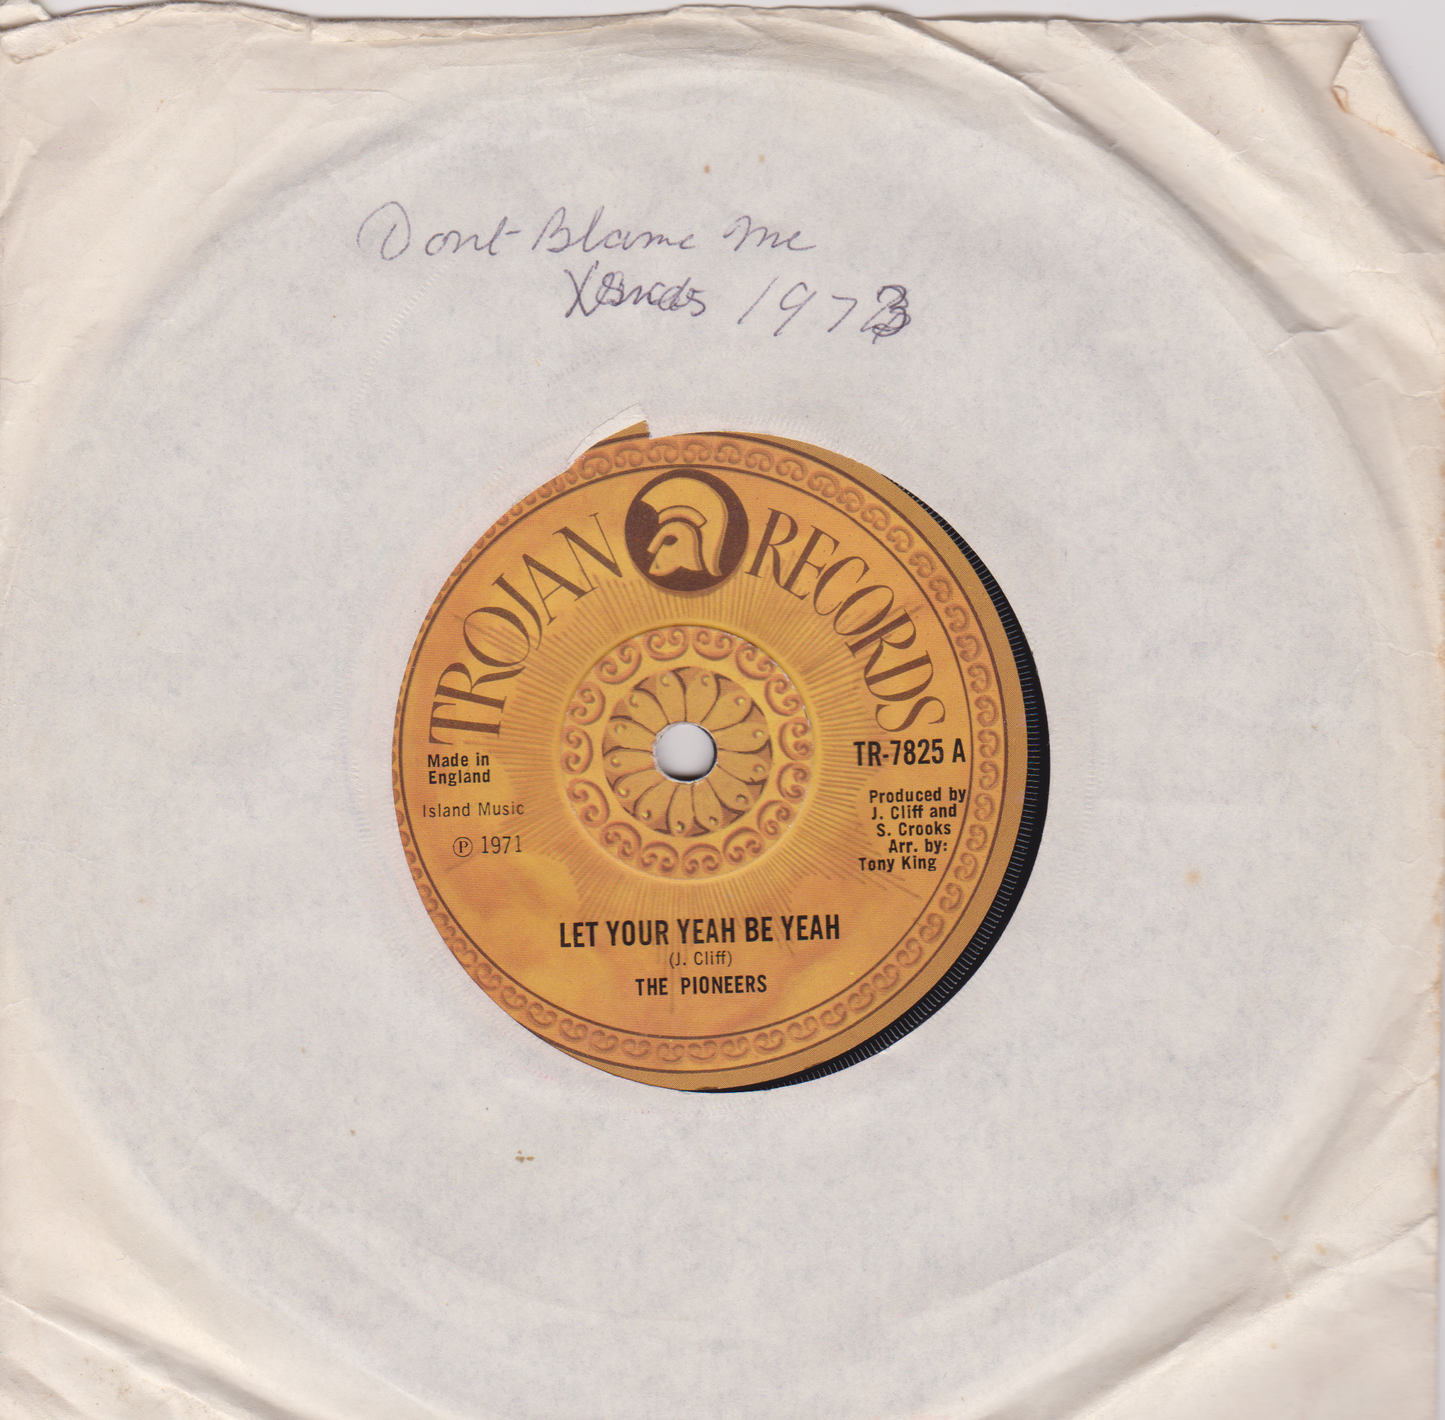 Dont Blame Me
197
TROJAN RECORDS
Made in
England
Island Music
℗ 1971
TR-7825 A
Produced by
J. Cliff and
S. Crooks
Arr. by:
Tony King
LET YOUR YEAH BE YEAH
(J. Cliff)
THE PIONEERS